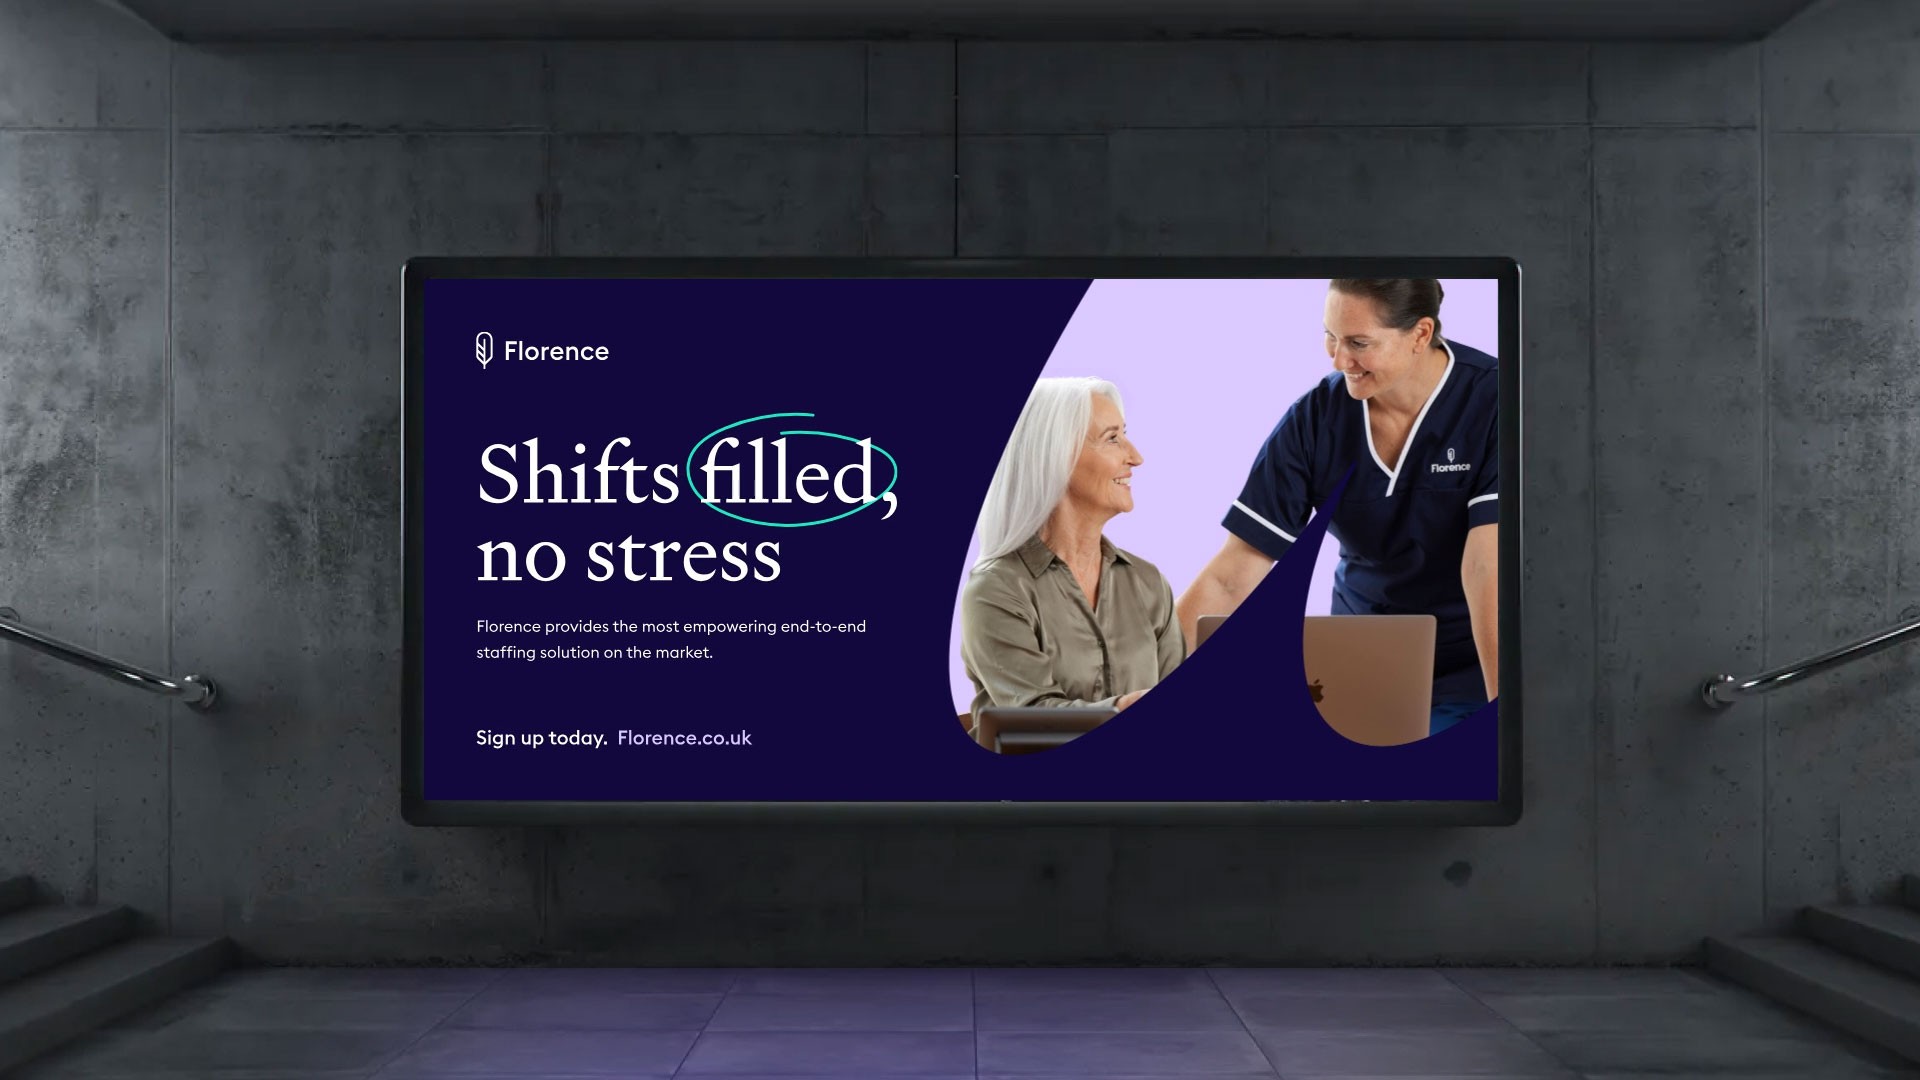 Florence
Shifts filled,
no stress
Florence provides the most empowering end-to-end
staffing solution on the market.
Sign up today. Florence.co.uk
Florence